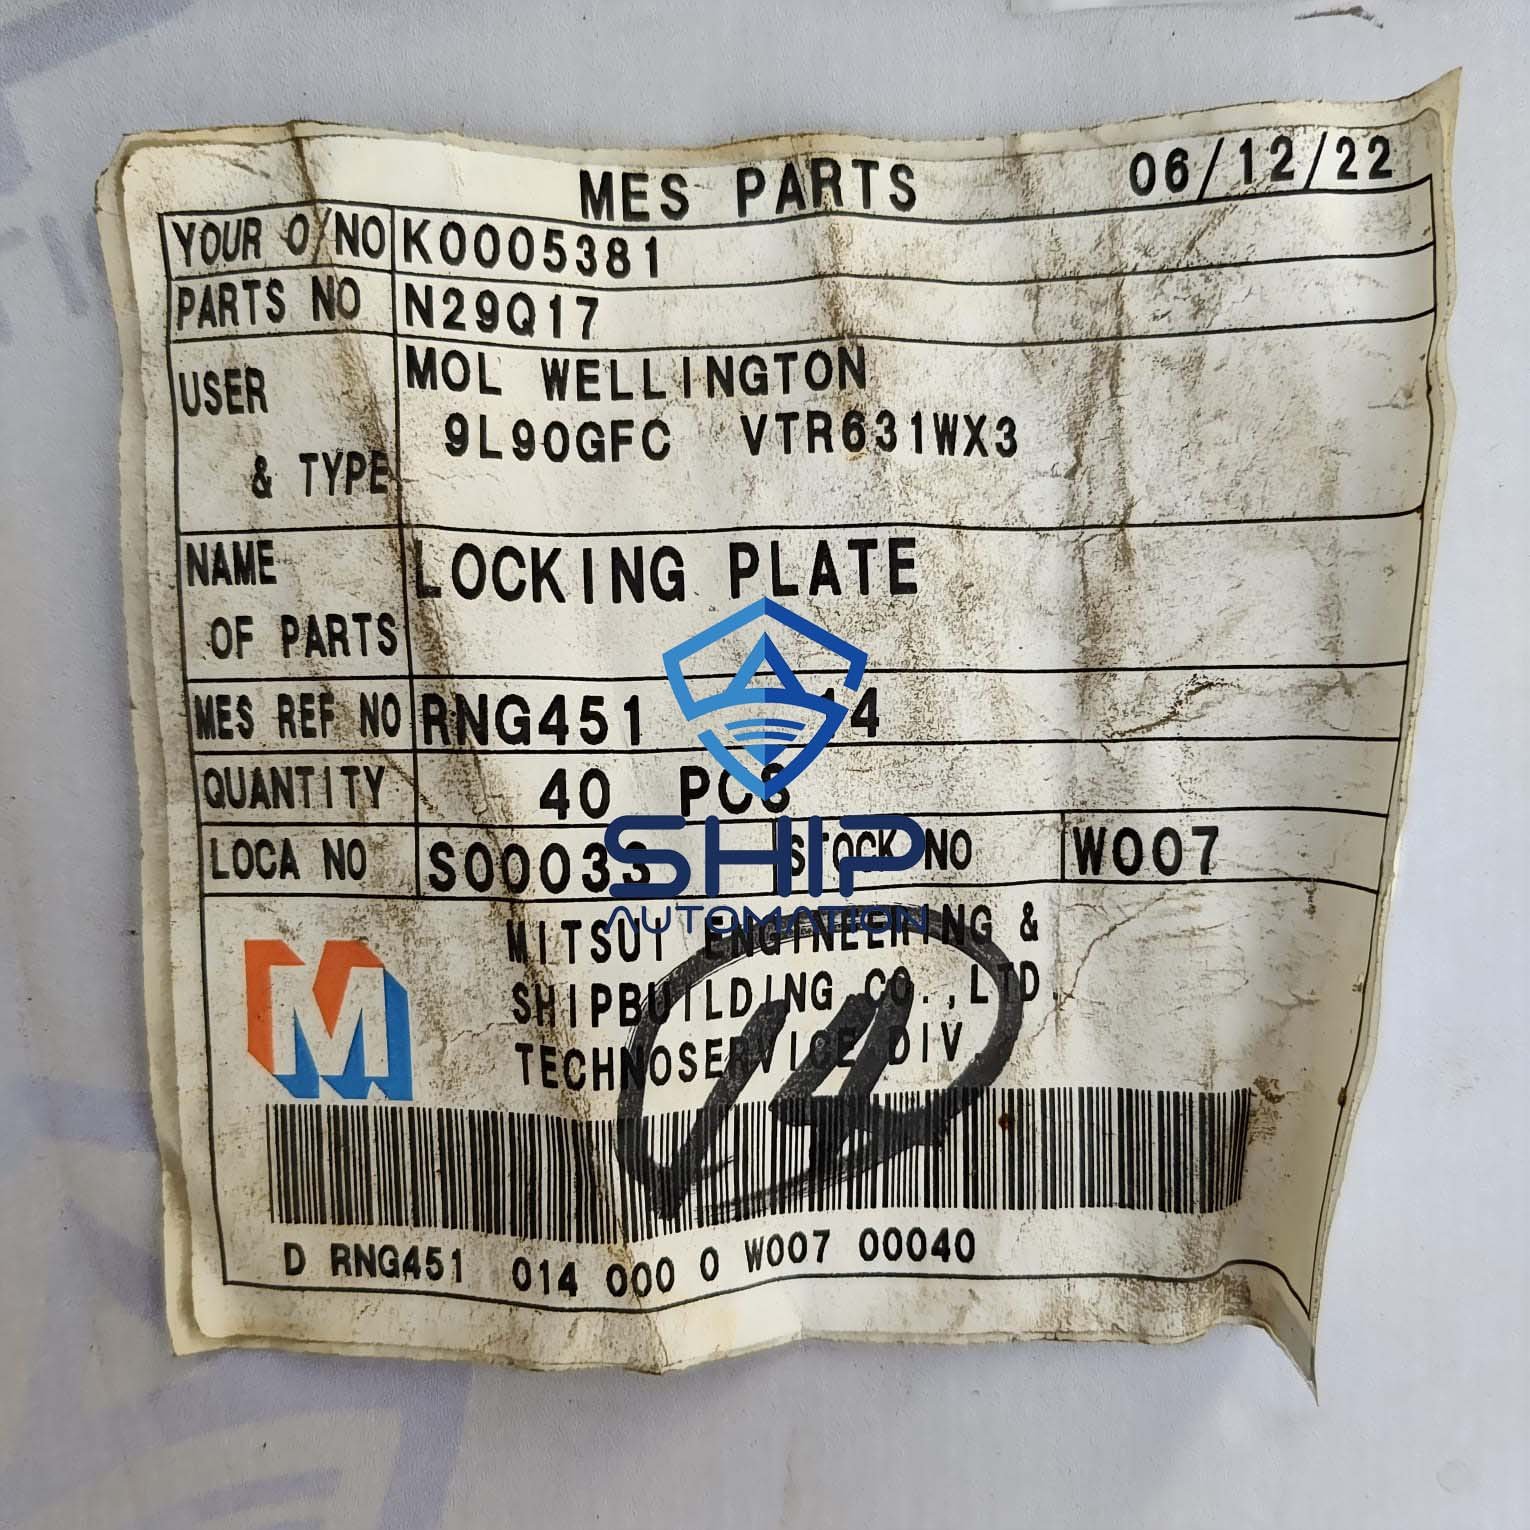 MES PARTS 06/12/22
YOUR O/NO K0005381
PARTS NO N29Q17
USER MOL WELLINGTON
& TYPE 9L90GFC VTR631WX3
NAME LOCKING PLATE
OF PARTS
MES REF NO RNG451 14
QUANTITY 40 PCS
LOCA NO S00033 STOCK NO W007
SHIP
AUTOMATION
MITSUI ENGINEERING &
SHIPBUILDING CO.,LTD.
TECHNOSERVICE DIV.
M
D RNG451 014 000 0 W007 00040